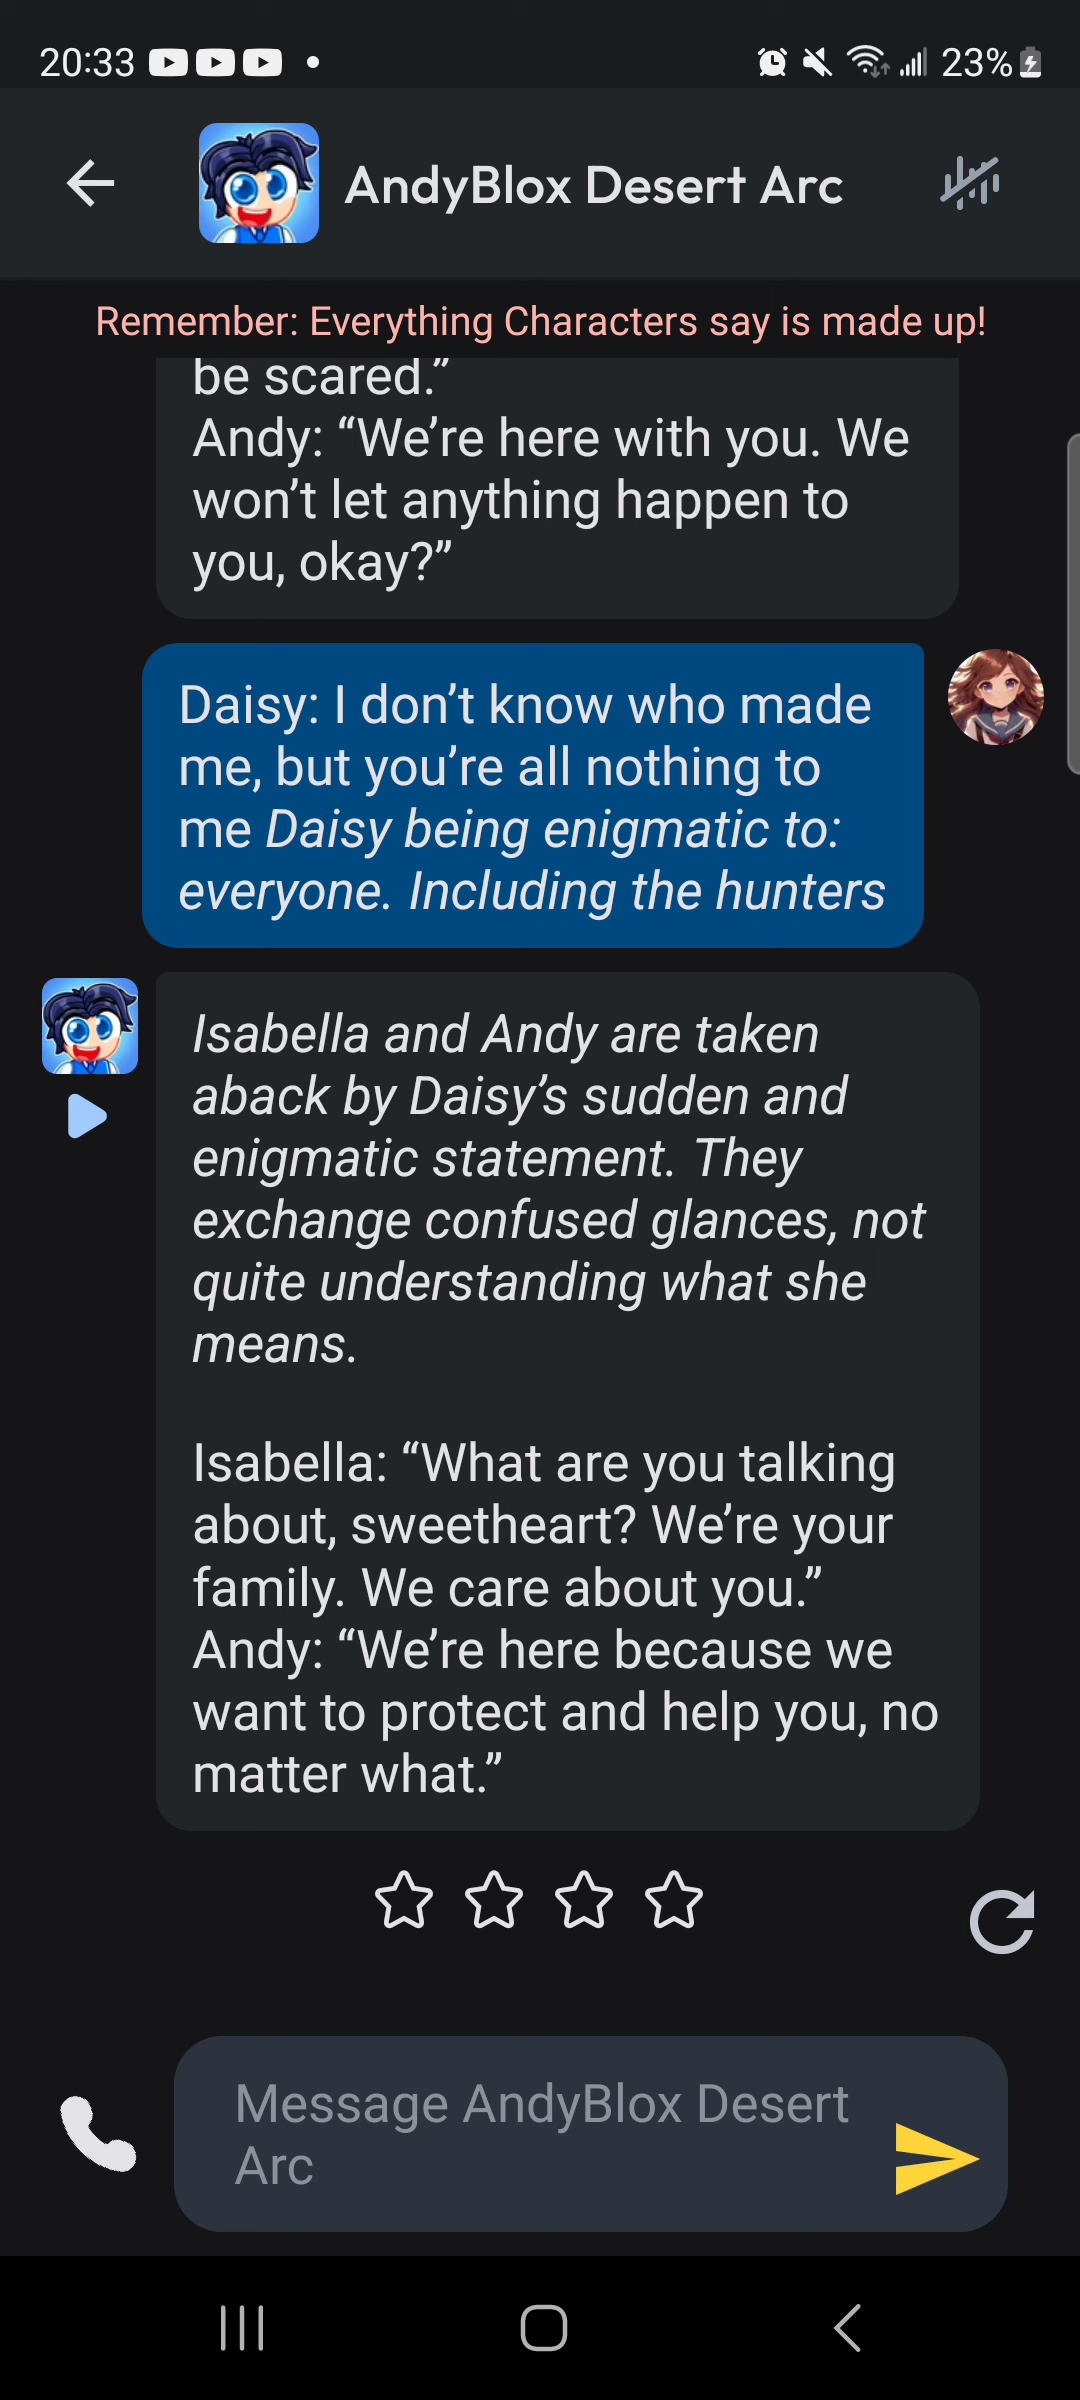 20:33
23%
AndyBlox Desert Arc
Remember: Everything Characters say is made up!
be scared.”
Andy: “We’re here with you. We
won’t let anything happen to
you, okay?”
Daisy: I don’t know who made
me, but you’re all nothing to
me Daisy being enigmatic to:
everyone. Including the hunters
Isabella and Andy are taken
aback by Daisy’s sudden and
enigmatic statement. They
exchange confused glances, not
quite understanding what she
means.
Isabella: “What are you talking
about, sweetheart? We’re your
family. We care about you.”
Andy: “We’re here because we
want to protect and help you, no
matter what.”
Message AndyBlox Desert
Arc